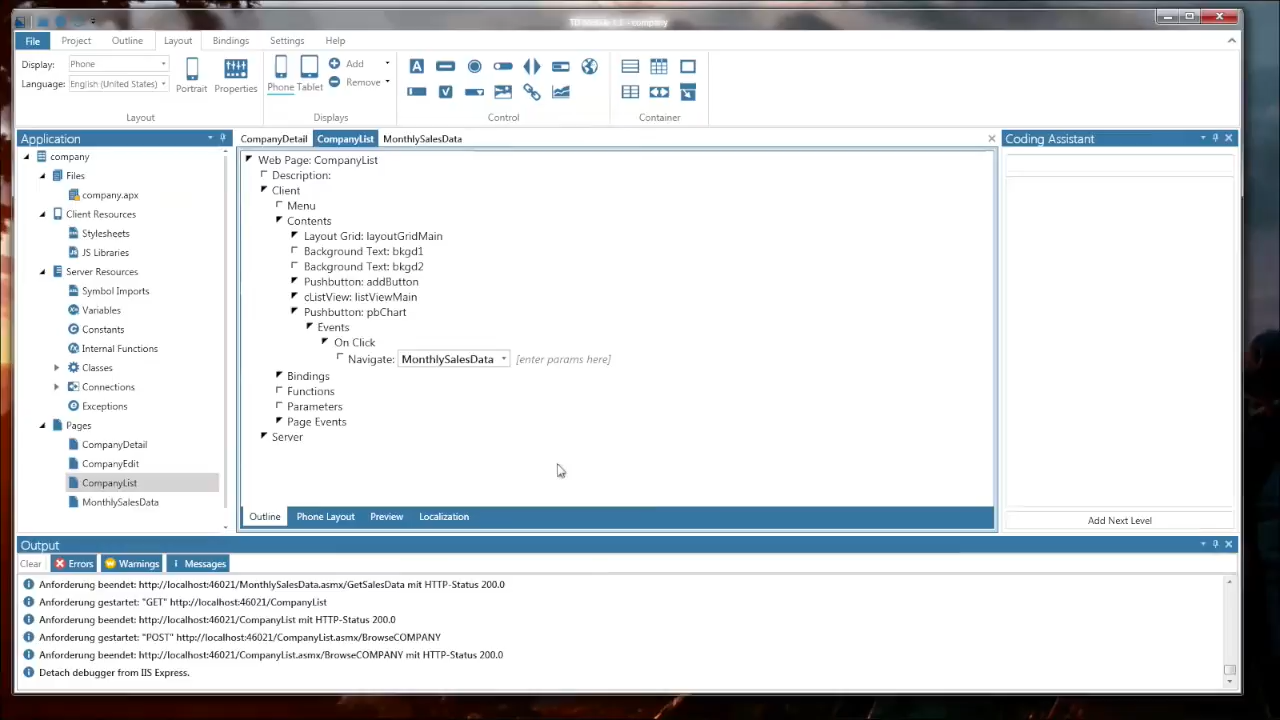 TD Mobile 1.1 - company
File Project Outline Layout Bindings Settings Help
Display: Phone
Language: English (United States)
Portrait Properties
Phone Tablet
Add
Remove
Layout Displays Control Container
Application
company
Files
company.apx
Client Resources
Stylesheets
JS Libraries
Server Resources
Symbol Imports
Variables
Constants
Internal Functions
Classes
Connections
Exceptions
Pages
CompanyDetail
CompanyEdit
CompanyList
MonthlySalesData
CompanyDetail CompanyList MonthlySalesData
Web Page: CompanyList
Description:
Client
Menu
Contents
Layout Grid: layoutGridMain
Background Text: bkgd1
Background Text: bkgd2
Pushbutton: addButton
cListView: listViewMain
Pushbutton: pbChart
Events
On Click
Navigate: MonthlySalesData [enter params here]
Bindings
Functions
Parameters
Page Events
Server
Outline Phone Layout Preview Localization
Coding Assistant
Add Next Level
Output
Clear Errors Warnings Messages
Anforderung beendet: http://localhost:46021/MonthlySalesData.asmx/GetSalesData mit HTTP-Status 200.0
Anforderung gestartet: "GET" http://localhost:46021/CompanyList
Anforderung beendet: http://localhost:46021/CompanyList mit HTTP-Status 200.0
Anforderung gestartet: "POST" http://localhost:46021/CompanyList.asmx/BrowseCOMPANY
Anforderung beendet: http://localhost:46021/CompanyList.asmx/BrowseCOMPANY mit HTTP-Status 200.0
Detach debugger from IIS Express.